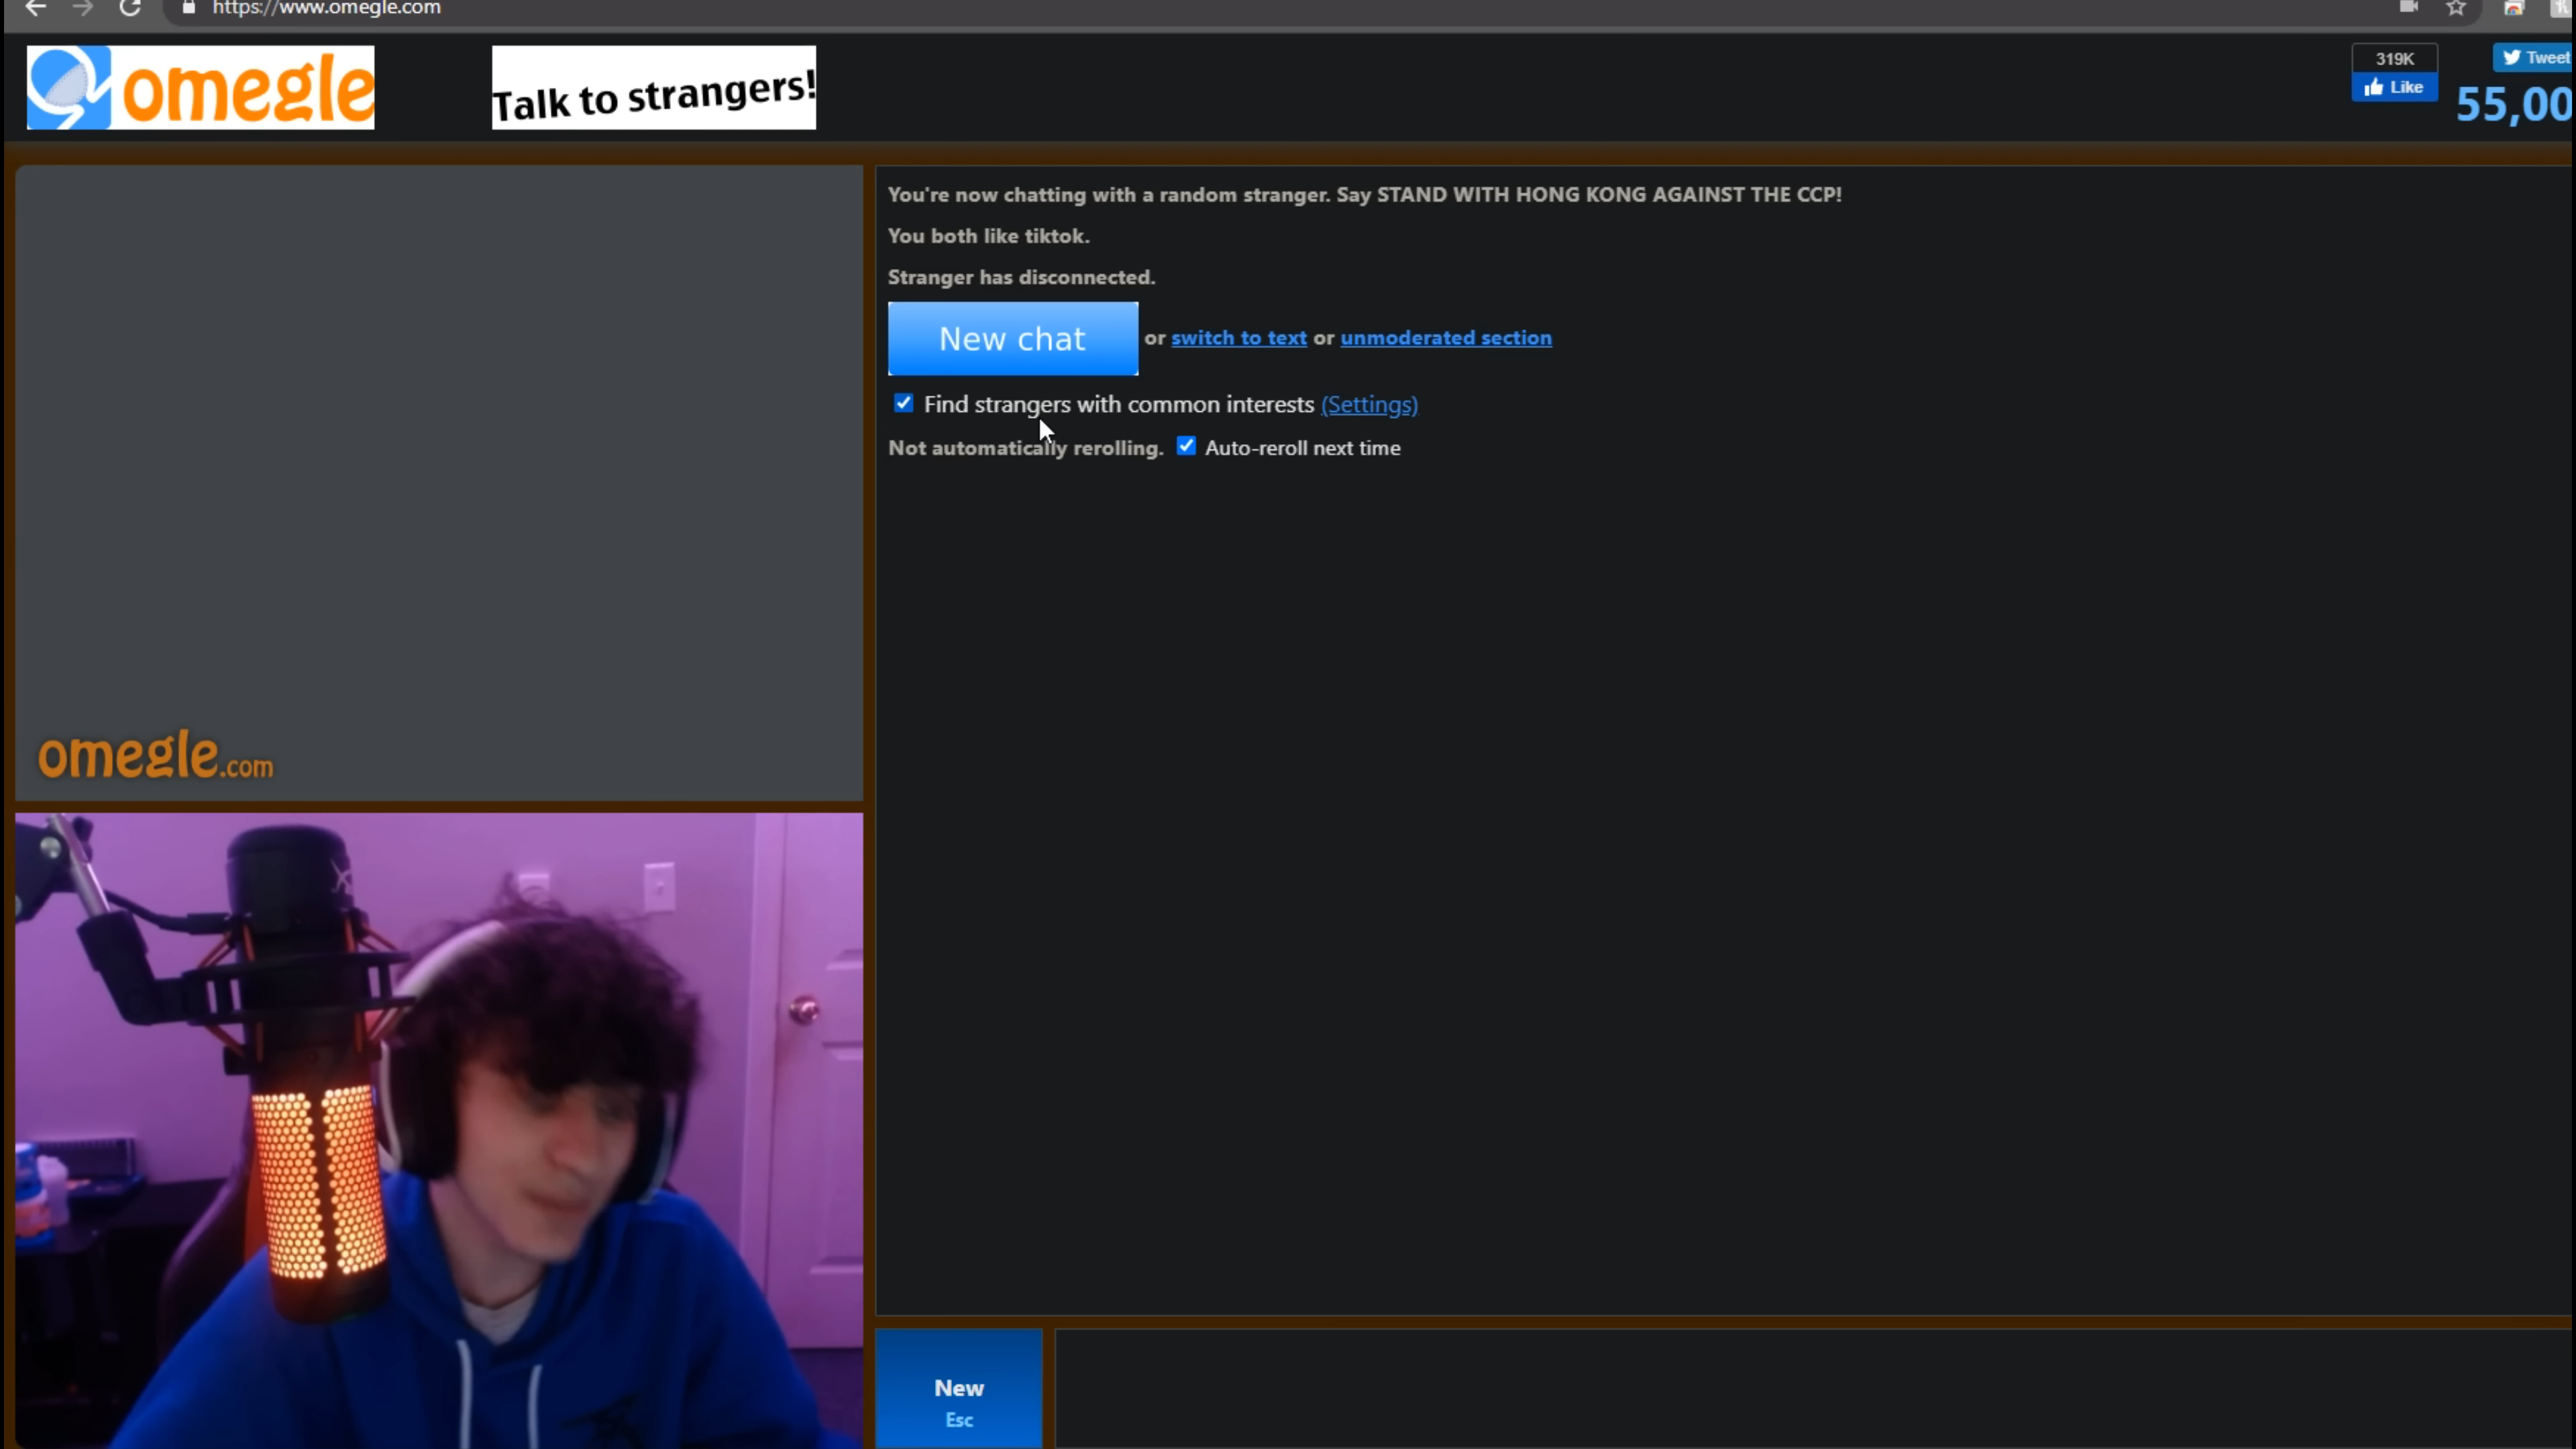 https://www.omegle.com
omegle
Talk to strangers!
319K
Like
Tweet
55,00
You're now chatting with a random stranger. Say STAND WITH HONG KONG AGAINST THE CCP!
You both like tiktok.
Stranger has disconnected.
New chat or switch to text or unmoderated section
Find strangers with common interests (Settings)
Not automatically rerolling. Auto-reroll next time
omegle.com
New
Esc